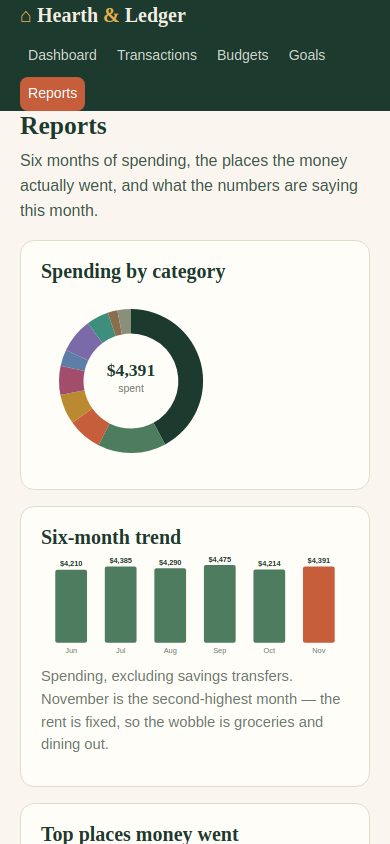 ⌂ Hearth & Ledger
Dashboard Transactions Budgets Goals
Reports
Reports
Six months of spending, the places the money
actually went, and what the numbers are saying
this month.
Spending by category
$4,391
spent
Six-month trend
$4,210 $4,385 $4,290 $4,475 $4,214 $4,391
Jun Jul Aug Sep Oct Nov
Spending, excluding savings transfers.
November is the second-highest month — the
rent is fixed, so the wobble is groceries and
dining out.
Top places money went